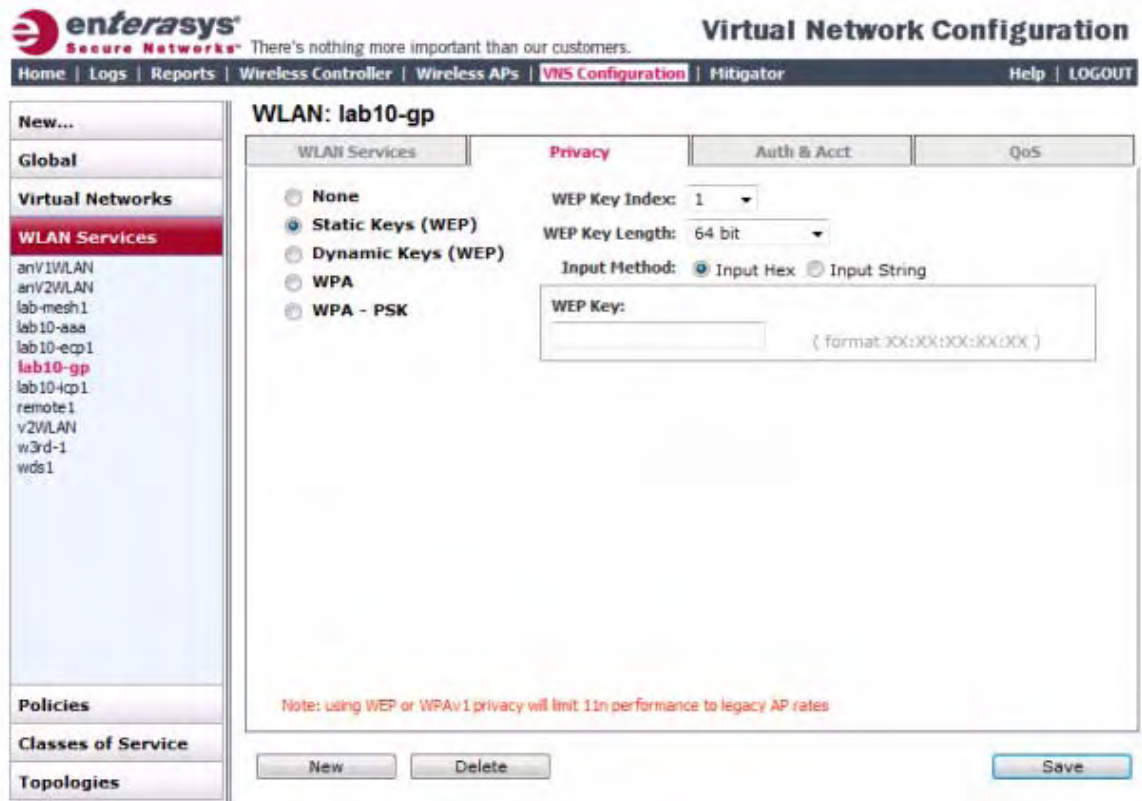 enterasys
Secure Networks™ There's nothing more important than our customers.
Virtual Network Configuration
Home | Logs | Reports | Wireless Controller | Wireless APs | VNS Configuration | Mitigator Help | LOGOUT
New...
Global
Virtual Networks
WLAN Services
anV1WLAN
anV2WLAN
lab-mesh1
lab10-aaa
lab10-ecp1
lab10-gp
lab10-icp1
remote1
v2WLAN
w3rd-1
wds1
Policies
Classes of Service
Topologies
WLAN: lab10-gp
WLAN Services Privacy Auth & Acct QoS
None
Static Keys (WEP)
Dynamic Keys (WEP)
WPA
WPA - PSK
WEP Key Index: 1
WEP Key Length: 64 bit
Input Method: Input Hex Input String
WEP Key:
( format XX:XX:XX:XX:XX )
Note: using WEP or WPAv1 privacy will limit 11n performance to legacy AP rates
New Delete Save